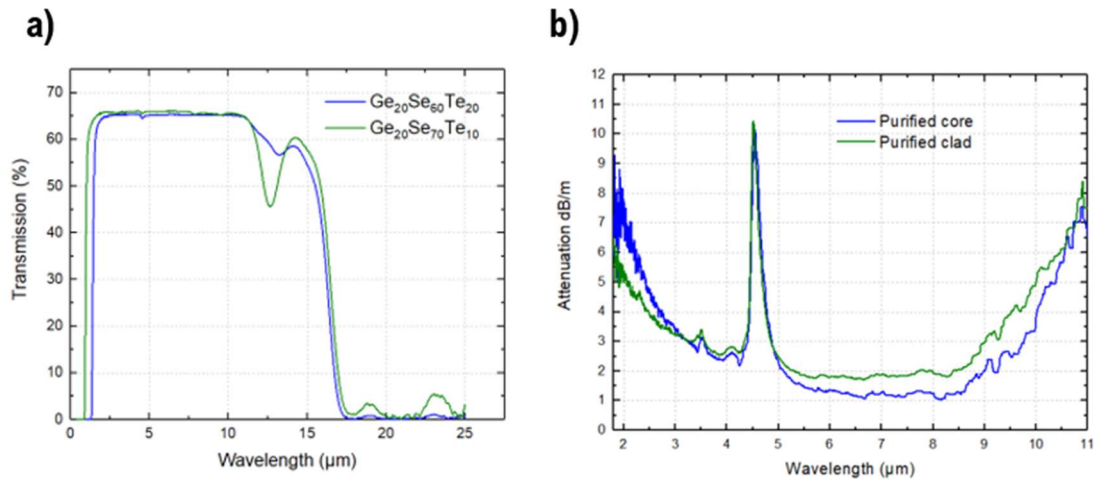 a)
Transmission (%)
70
60
50
40
30
20
10
0
0 5 10 15 20 25
Wavelength (μm)
Ge₂₀Se₆₀Te₂₀
Ge₂₀Se₇₀Te₁₀
b)
Attenuation dB/m
12
11
10
9
8
7
6
5
4
3
2
1
0
2 3 4 5 6 7 8 9 10 11
Wavelength (μm)
Purified core
Purified clad